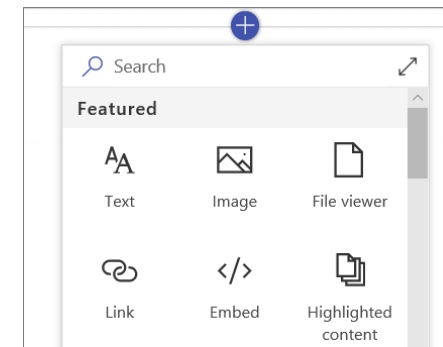 Search
Featured
Text
Image
File viewer
Link
Embed
Highlighted
content